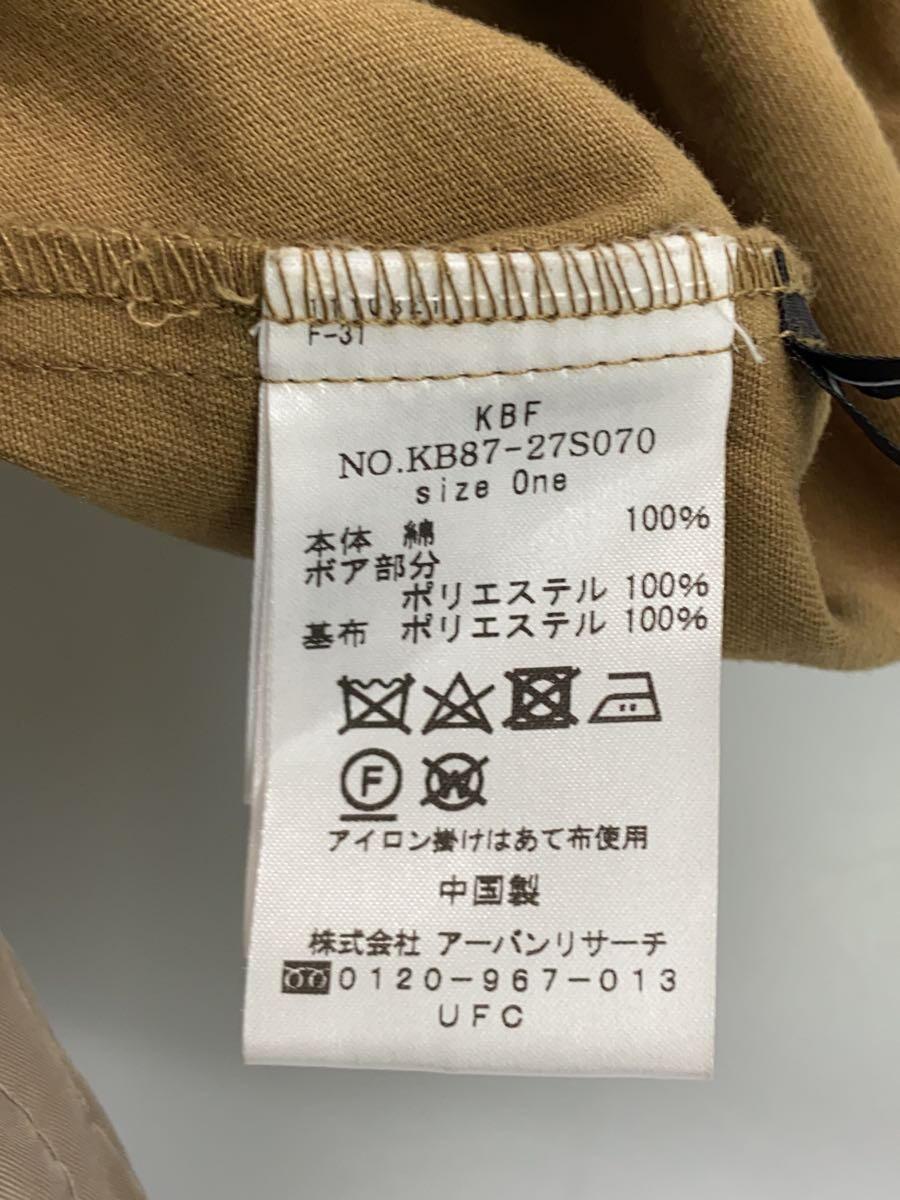 F-31
KBF
NO.KB87-27S070
size One
本体 綿 100%
ボア部分
ポリエステル 100%
基布 ポリエステル 100%
F
W
アイロン掛けはあて布使用
中国製
株式会社 アーバンリサーチ
0120-967-013
UFC